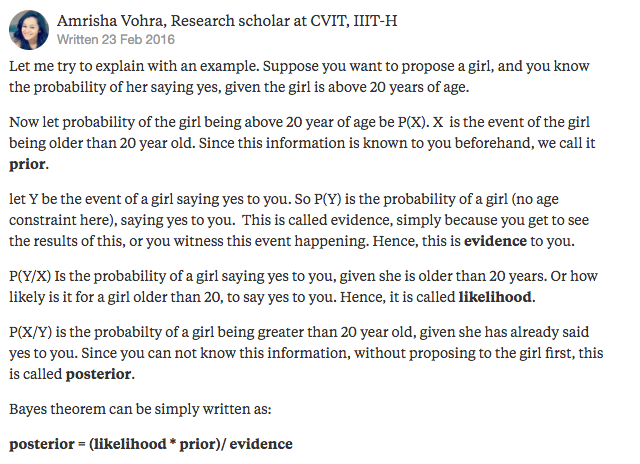 Amrisha Vohra, Research scholar at CVIT, IIIT-H
Written 23 Feb 2016
Let me try to explain with an example. Suppose you want to propose a girl, and you know
the probability of her saying yes, given the girl is above 20 years of age.
Now let probability of the girl being above 20 year of age be P(X). X  is the event of the girl
being older than 20 year old. Since this information is known to you beforehand, we call it
prior.
let Y be the event of a girl saying yes to you. So P(Y) is the probability of a girl (no age
constraint here), saying yes to you.  This is called evidence, simply because you get to see
the results of this, or you witness this event happening. Hence, this is evidence to you.
P(Y/X) Is the probability of a girl saying yes to you, given she is older than 20 years. Or how
likely is it for a girl older than 20, to say yes to you. Hence, it is called likelihood.
P(X/Y) is the probabilty of a girl being greater than 20 year old, given she has already said
yes to you. Since you can not know this information, without proposing to the girl first, this
is called posterior.
Bayes theorem can be simply written as:
posterior = (likelihood * prior)/ evidence